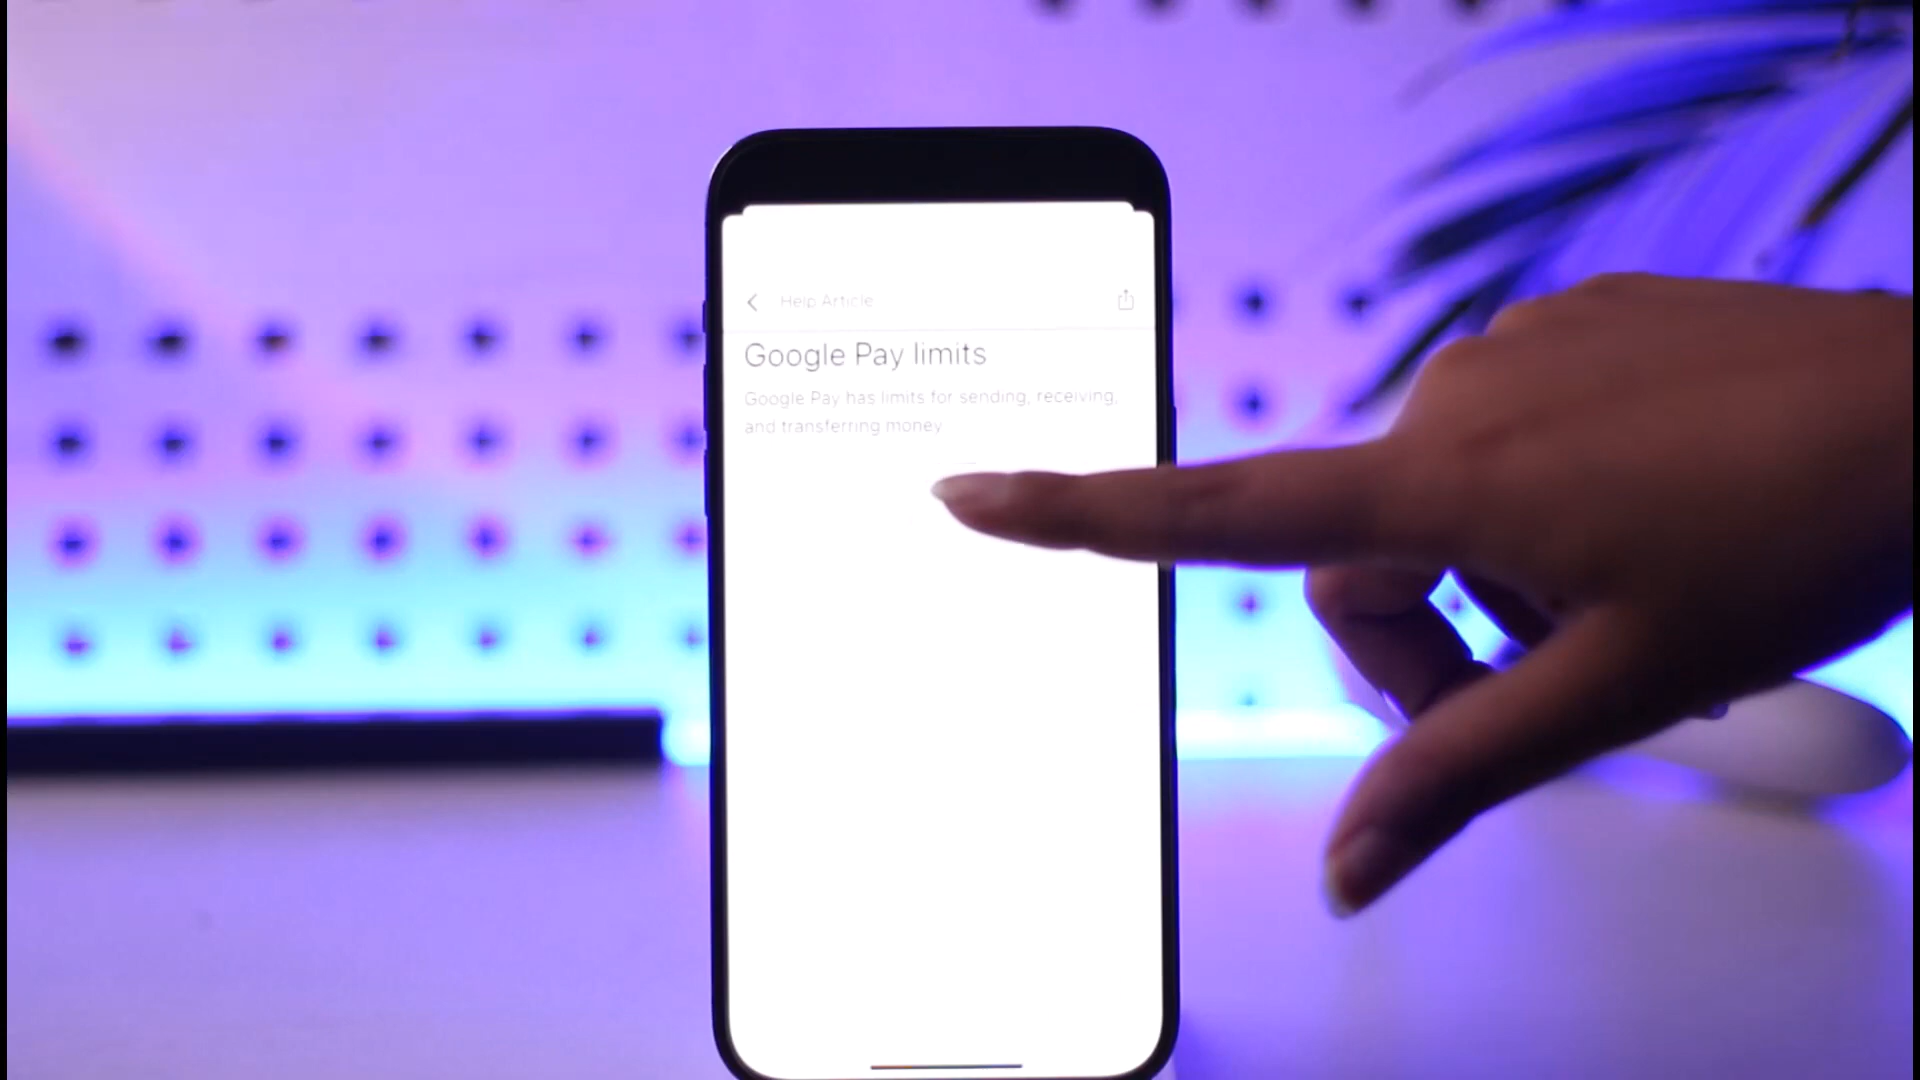 Help Article
Google Pay limits
Google Pay has limits for sending, receiving,
and transferring money.